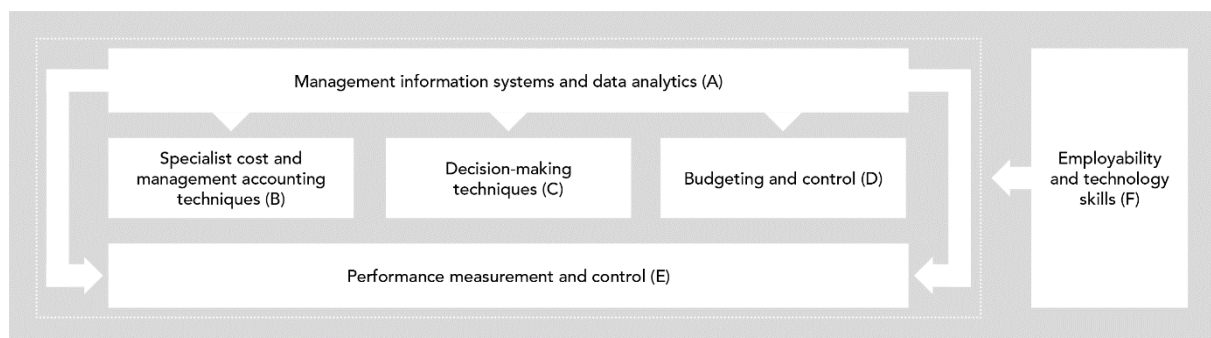 Management information systems and data analytics (A)
Specialist cost and
management accounting
techniques (B)
Decision-making
techniques (C)
Budgeting and control (D)
Performance measurement and control (E)
Employability
and technology
skills (F)